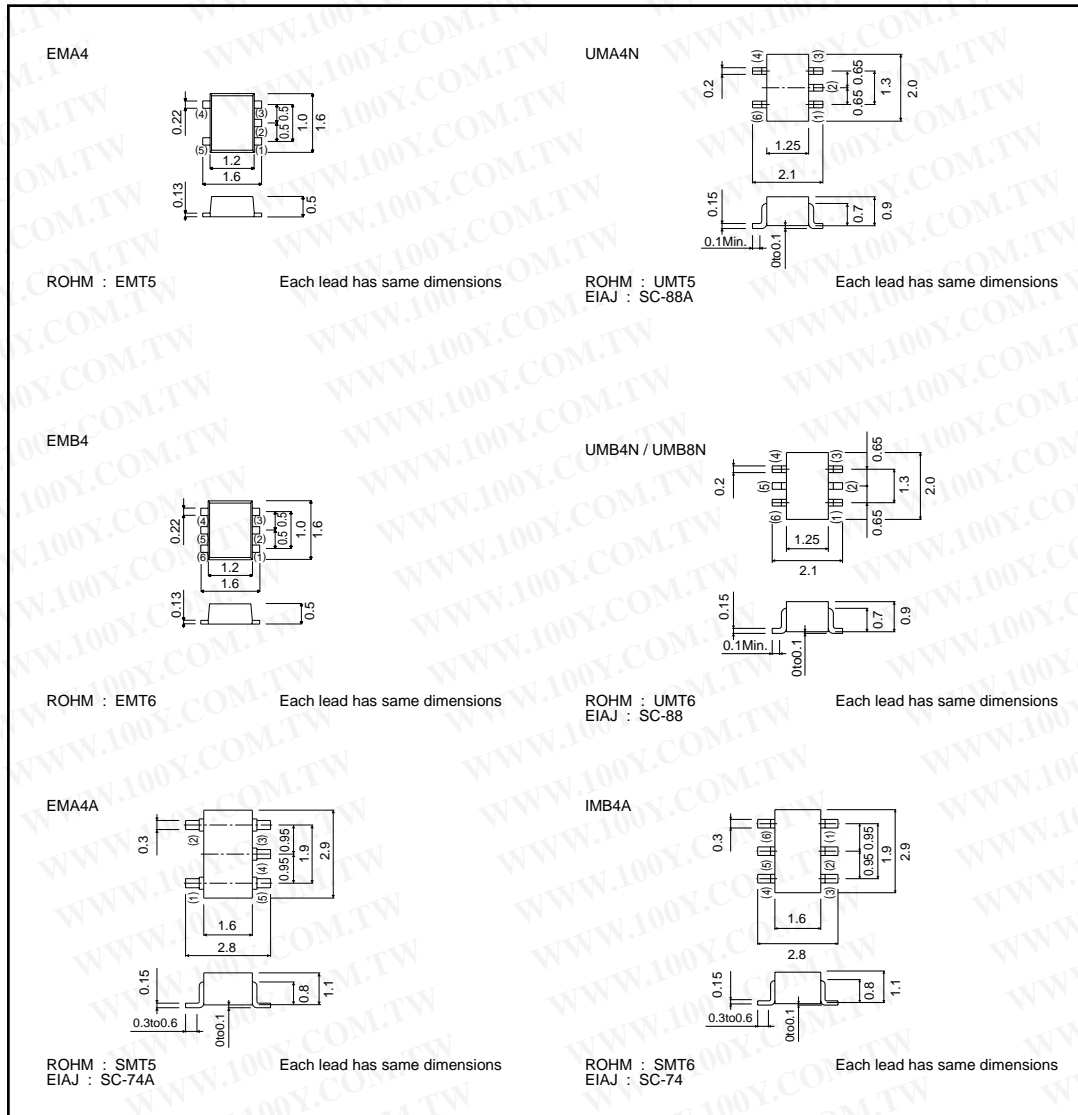 EMA4
0.22
(4)
(3)
(2)
(5)
(1)
0.5 0.5
1.0
1.6
1.2
1.6
0.13
0.5
ROHM : EMT5
Each lead has same dimensions
UMA4N
0.2
(4)
(3)
(2)
(6)
(1)
0.65 0.65
1.3
2.0
1.25
2.1
0.15
0.7
0.9
0.1Min.
0to0.1
ROHM : UMT5
EIAJ : SC-88A
Each lead has same dimensions
EMB4
0.22
(4)
(3)
(5)
(2)
(6)
(1)
0.5 0.5
1.0
1.6
1.2
1.6
0.13
0.5
ROHM : EMT6
Each lead has same dimensions
UMB4N / UMB8N
0.2
(4)
(3)
(5)
(2)
(6)
(1)
0.65
1.3
2.0
0.65
1.25
2.1
0.15
0.7
0.9
0.1Min.
0to0.1
ROHM : UMT6
EIAJ : SC-88
Each lead has same dimensions
EMA4A
0.3
(2)
(3)
(4)
(1)
(5)
0.95 0.95
1.9
2.9
1.6
2.8
0.15
0.8
1.1
0.3to0.6
0to0.1
ROHM : SMT5
EIAJ : SC-74A
Each lead has same dimensions
IMB4A
0.3
(6)
(1)
(5)
(2)
(4)
(3)
0.95 0.95
1.9
2.9
1.6
2.8
0.15
0.8
1.1
0.3to0.6
0to0.1
ROHM : SMT6
EIAJ : SC-74
Each lead has same dimensions
WWW.100Y.COM.TW